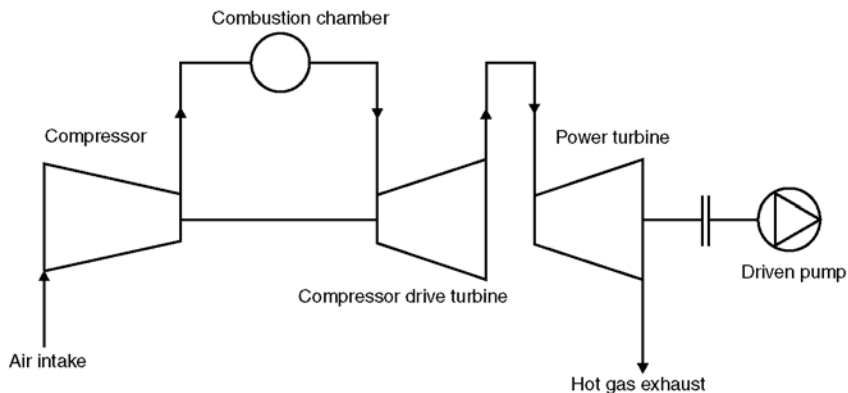 Combustion chamber
Compressor
Power turbine
Driven pump
Compressor drive turbine
Air intake
Hot gas exhaust